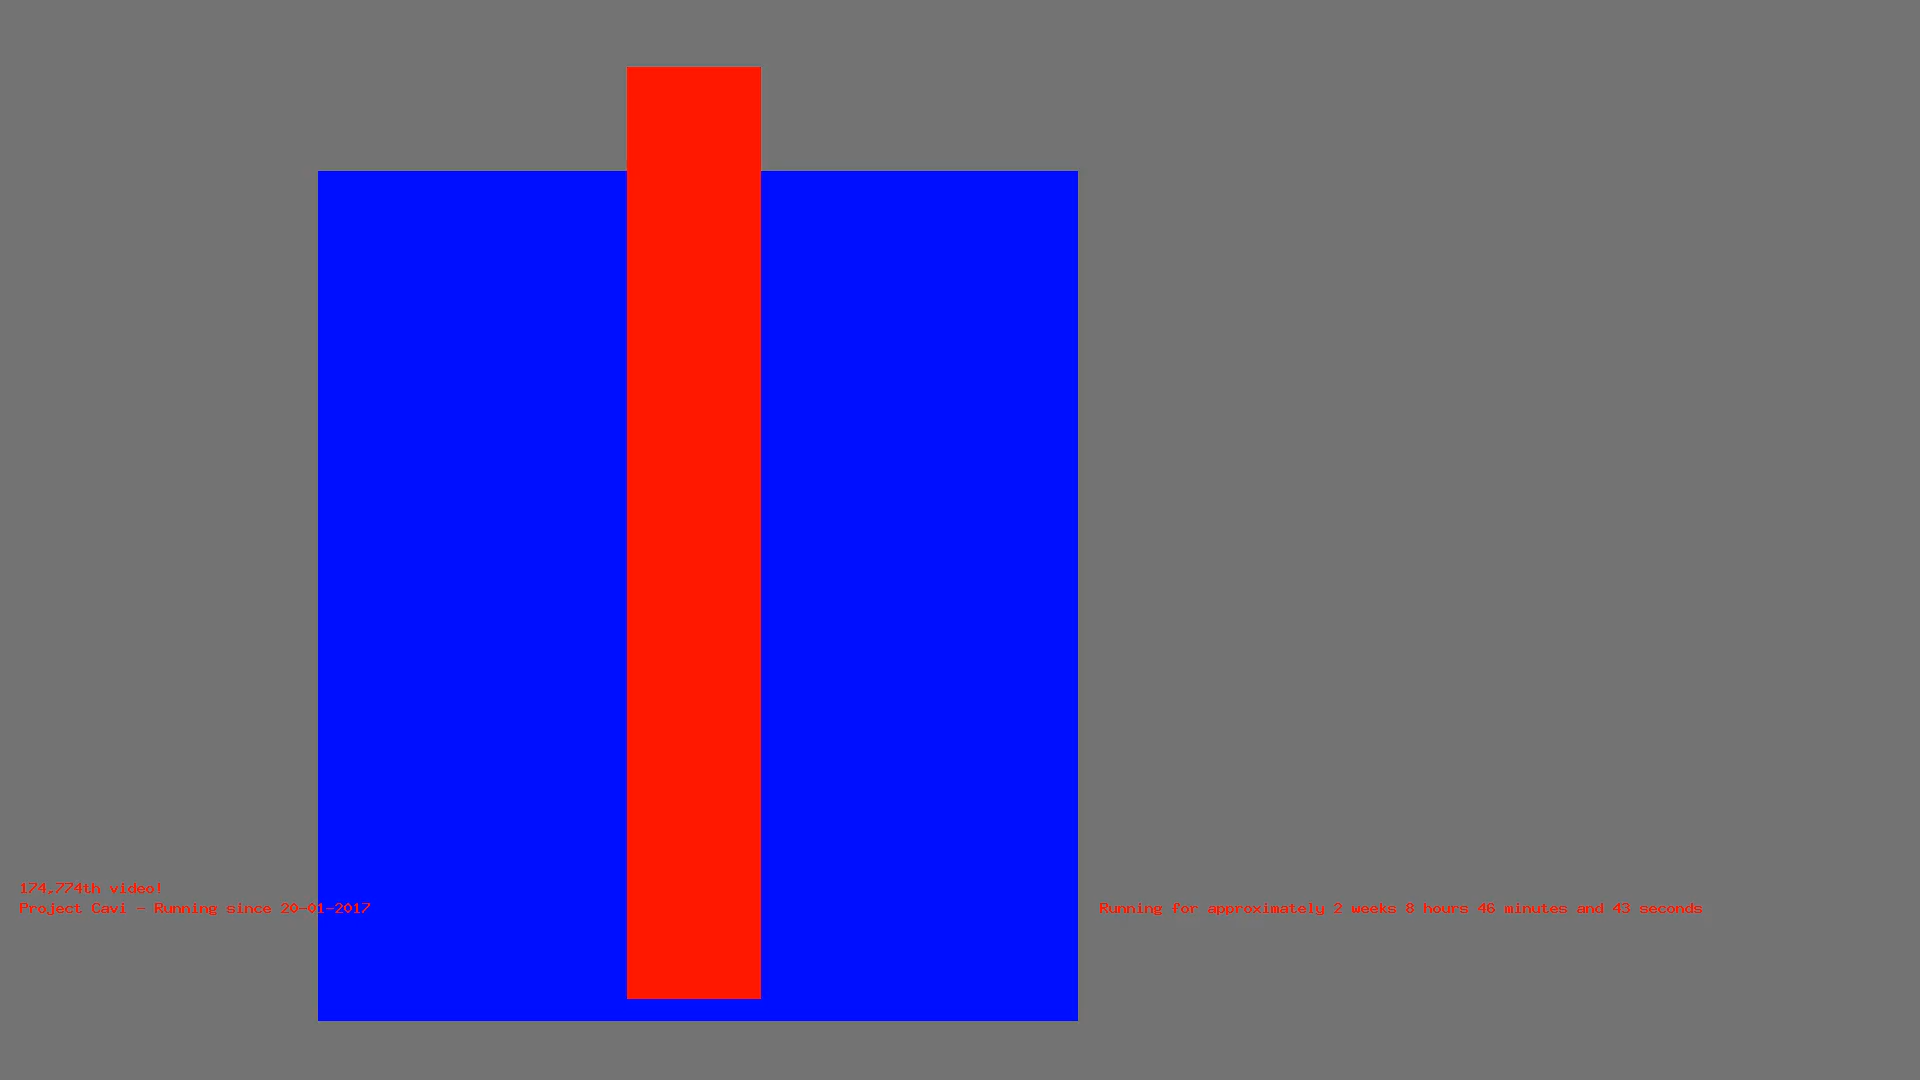 174,774th video!
Project Cavi - Running since 20-01-2017
Running for approximately 2 weeks 8 hours 46 minutes and 43 seconds